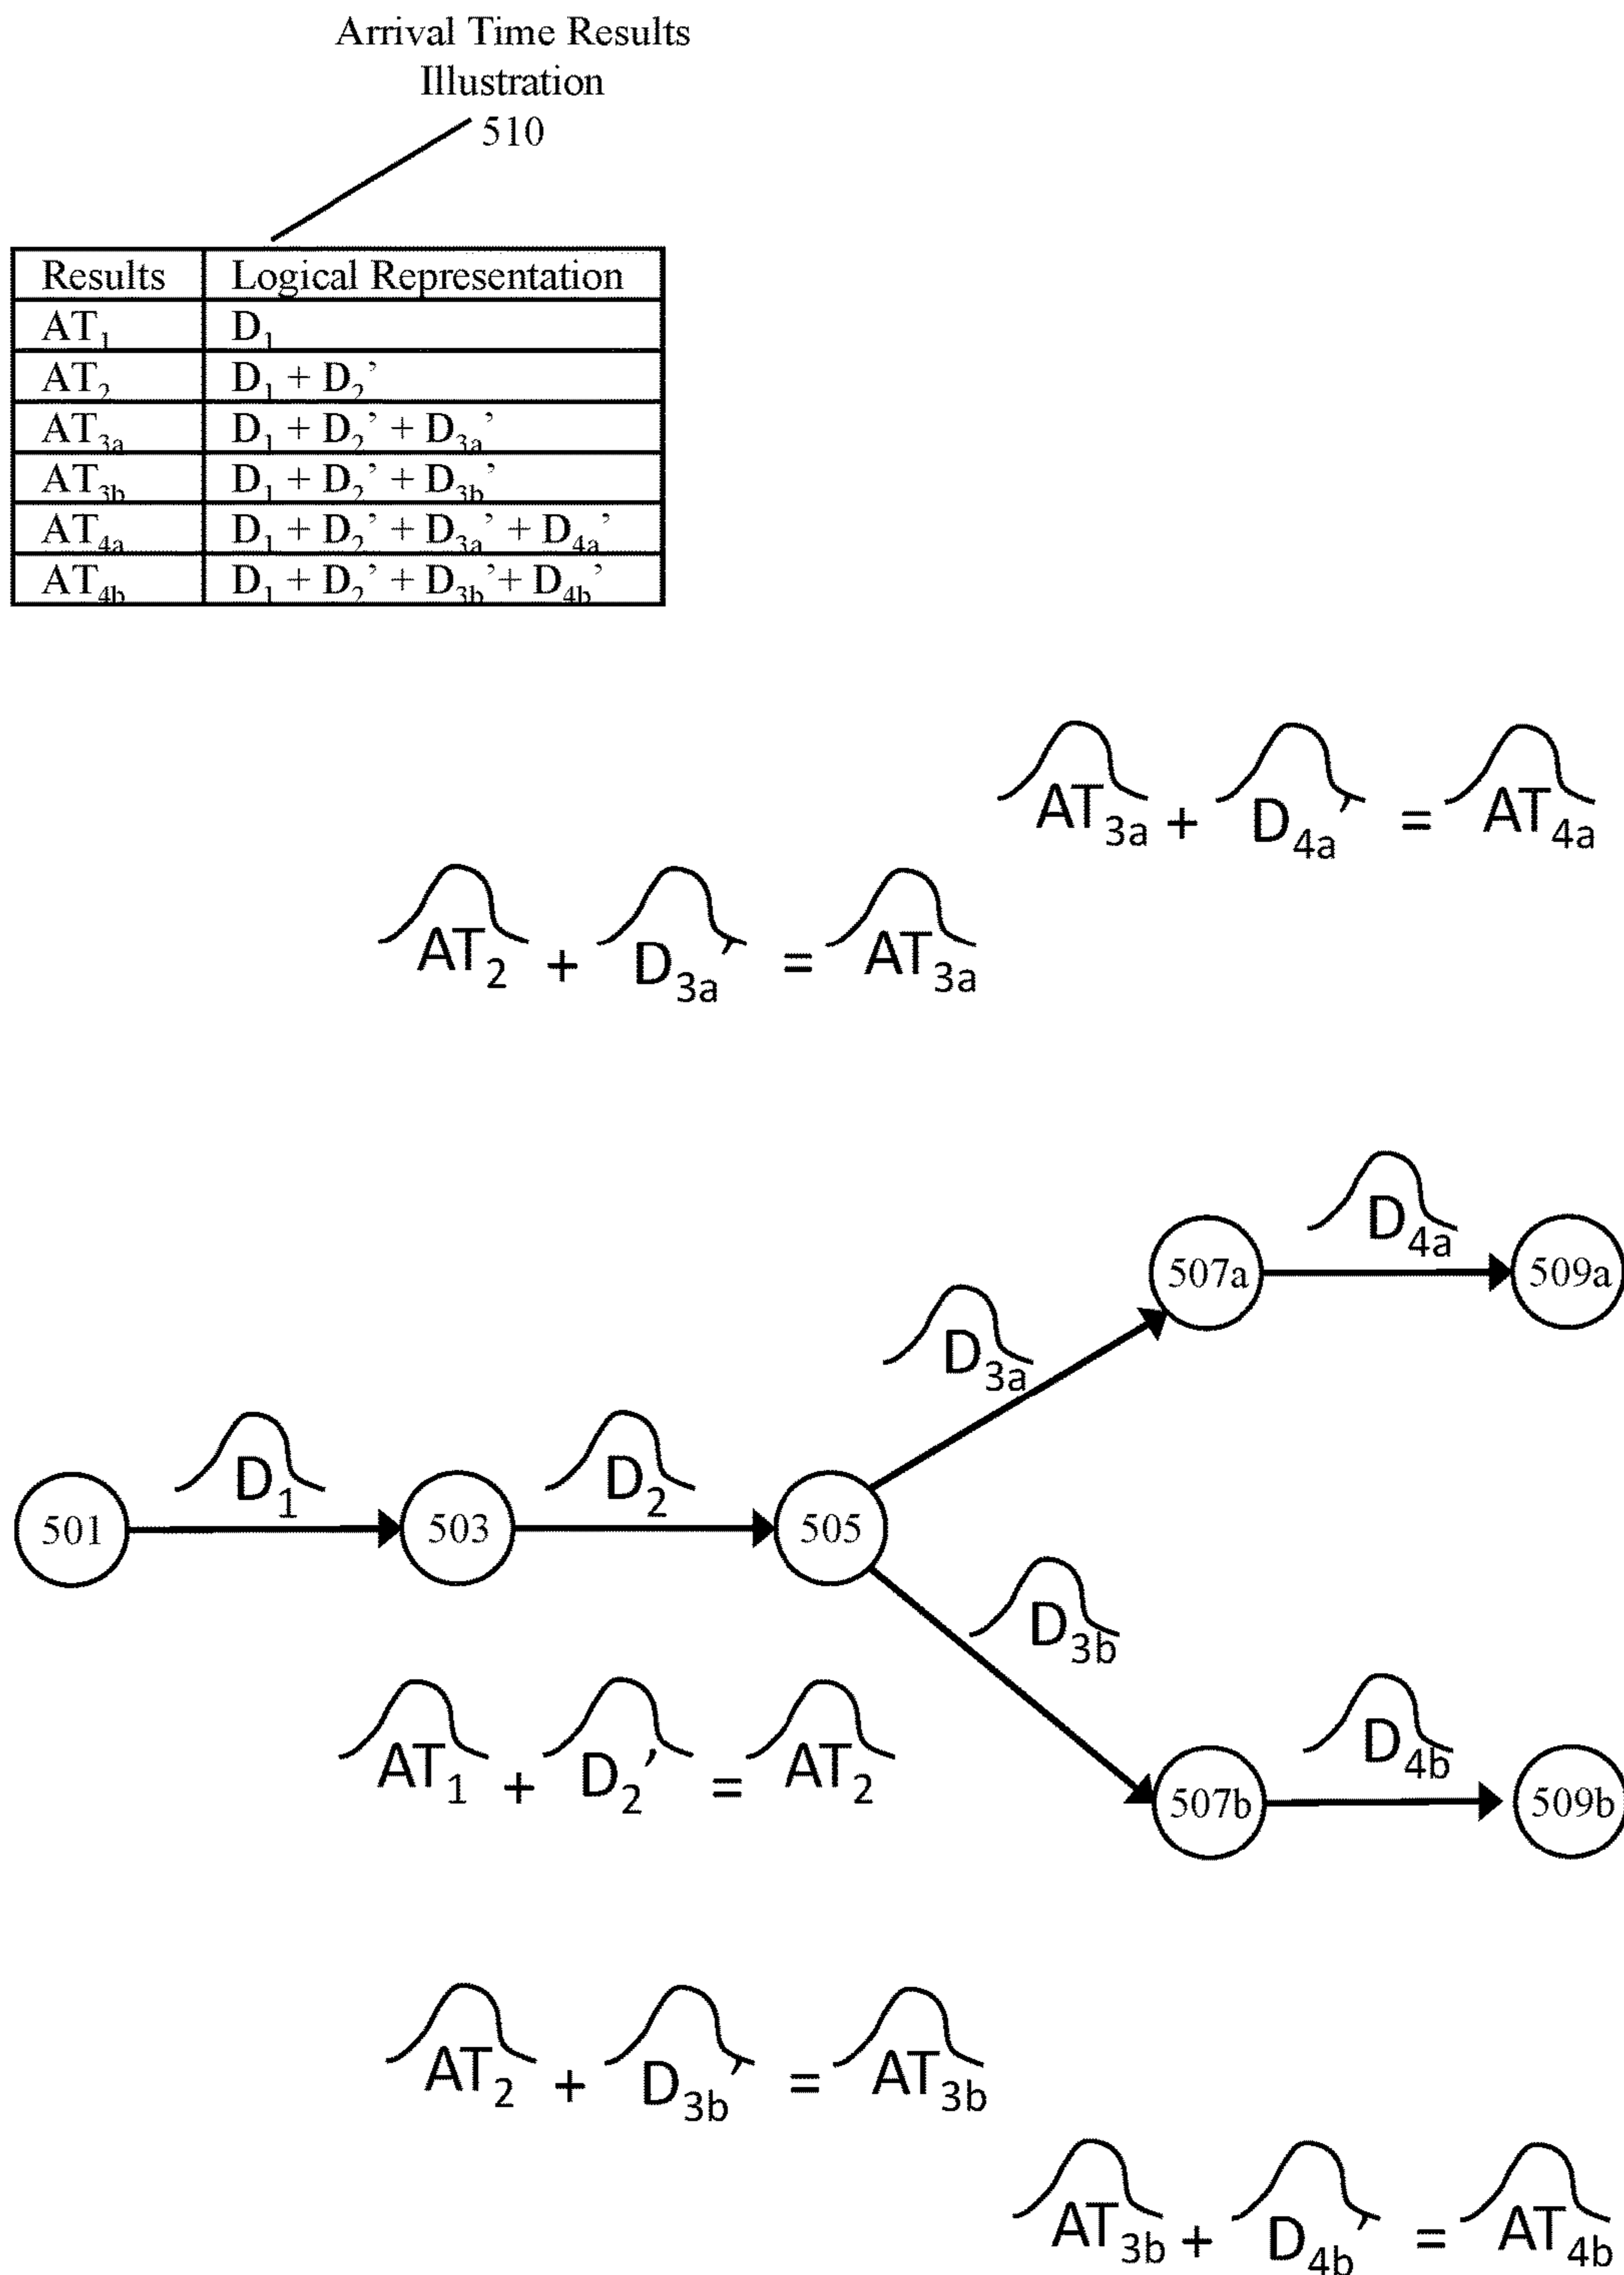 Arrival Time Results
Illustration
510
Results Logical Representation
AT₁ D₁
AT₂ D₁ + D₂’
AT₃ₐ D₁ + D₂’ + D₃ₐ’
AT3b D₁ + D₂’ + D3b’
AT₄ₐ D₁ + D₂’ + D₃ₐ’ + D₄ₐ’
AT4b D₁ + D₂’ + D3b’+ D4b’
AT₃ₐ + D₄ₐ’ = AT₄ₐ
AT₂ + D₃ₐ’ = AT₃ₐ
D₄ₐ
507a 509a
D₃ₐ
D₁ D₂
501 503 505
D3b
D4b
AT₁ + D₂’ = AT₂
507b 509b
AT₂ + D3b’ = AT3b
AT3b + D4b’ = AT4b